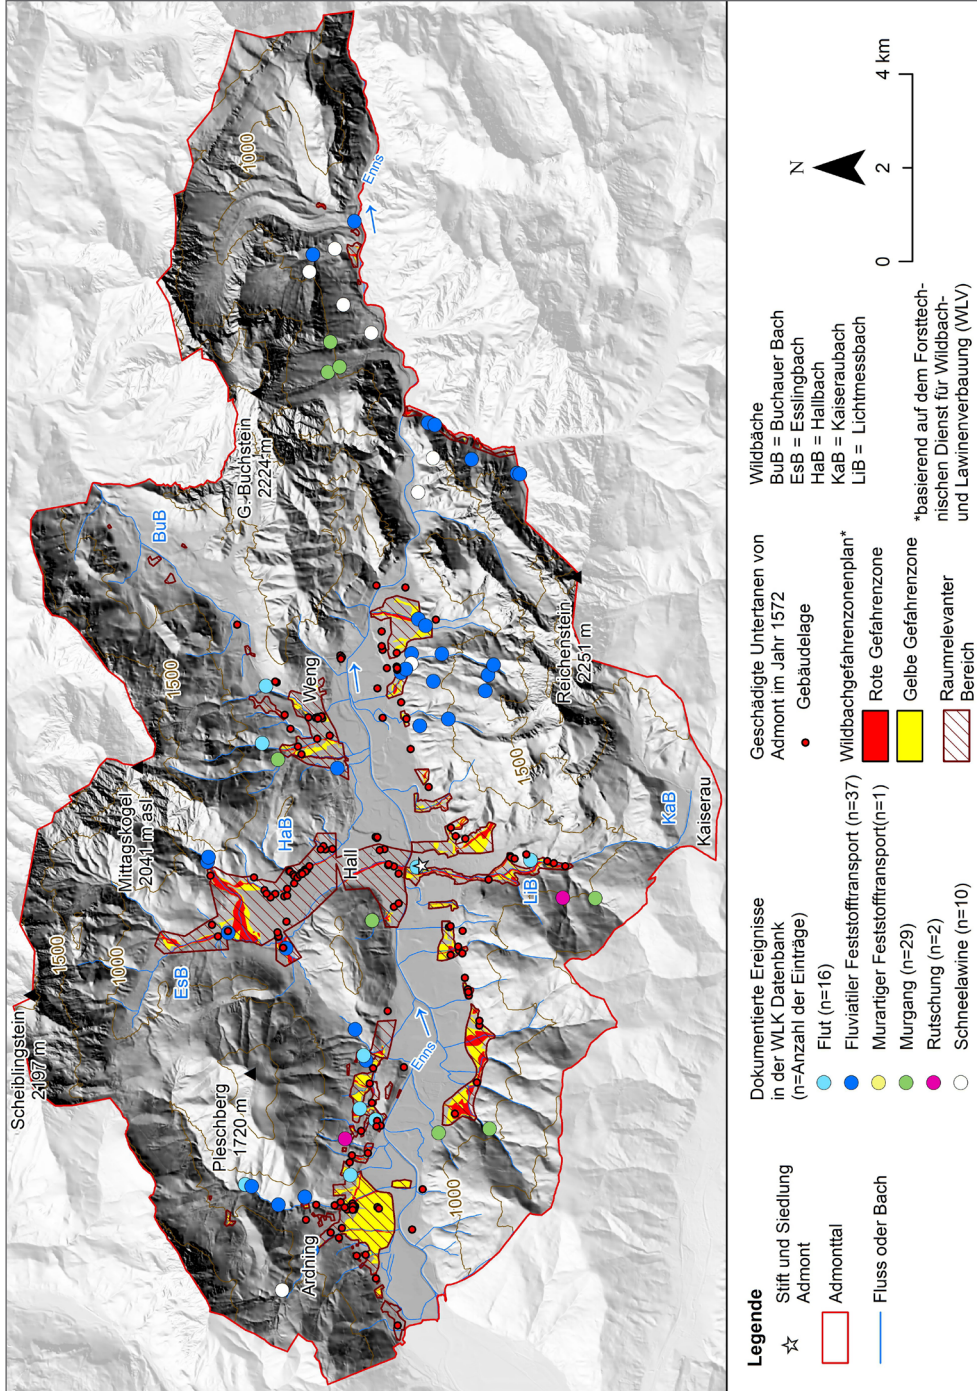 Scheiblingstein
2197 m
Pleschberg
1720 m
Ardning
1000
1500
1000
EsB
Mittagskogel
2041 m asl
HaB
Hall
1500
Weng
BuB
G.-Buchstein
2224 m
1000
Enns
Enns
1000
LiB
KaB
Kaiserau
1500
Reichenstein
2251 m
Legende
Stift und Siedlung
Admont
Admonttal
Fluss oder Bach
Dokumentierte Ereignisse
in der WLK Datenbank
(n=Anzahl der Einträge)
Flut (n=16)
Fluviatiler Feststofftransport (n=37)
Murartiger Feststofftransport(n=1)
Murgang (n=29)
Rutschung (n=2)
Schneelawine (n=10)
Geschädigte Untertanen von
Admont im Jahr 1572
Gebäudelage
Wildbachgefahrenzonenplan*
Rote Gefahrenzone
Gelbe Gefahrenzone
Raumrelevanter
Bereich
Wildbäche
BuB = Buchauer Bach
EsB = Esslingbach
HaB = Hallbach
KaB = Kaiseraubach
LiB = Lichtmessbach
*basierend auf dem Forsttech-
nischen Dienst für Wildbach-
und Lawinenverbauung (WLV)
N
0 2 4 km